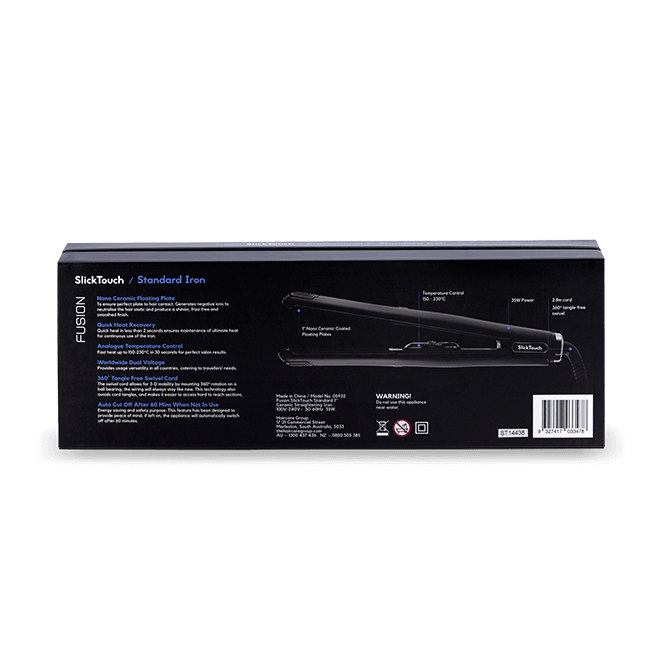 SlickTouch / Standard Iron
FUSION
Nano Ceramic Floating Plate
To ensure perfect plate to hair contact. Generates negative ions to
neutralise the hair static and produce a shinier, frizz-free and
smoothed finish.
Quick Heat Recovery
Quick heat in less than 2 seconds ensures maintenance of ultimate heat
for continuous use of the iron.
Analogue Temperature Control
Fast heat up to 150-230°C in 30 seconds for perfect salon results.
Worldwide Dual Voltage
Provides usage versatility in all countries, catering to travellers' needs.
360° Tangle Free Swivel Cord
The swivel cord allows for 3-D mobility by mounting 360° rotation on a
ball bearing, the wiring will always stay like new. This technology also
avoids cord tangles, and makes it easier to access hard to reach sections.
Auto Cut Off After 60 Mins When Not In Use
Energy saving and safety purpose. This feature has been designed to
provide peace of mind, if left on, the appliance will automatically switch
off after 60 minutes.
1" Nano Ceramic Coated
Floating Plates
Temperature Control
150 - 230°C
35W Power
2.8m cord
360° tangle-free
swivel
SlickTouch
Made in China / Model No. 05932
Fusion SlickTouch Standard 1"
Ceramic Straightening Iron
100V-240V~ 50-60Hz 35W
Haircare Group
17-21 Commercial Street
Marleston, South Australia, 5033
thehaircaregroup.com
AU - 1300 437 436 NZ - 0800 505 385
WARNING!
Do not use this appliance
near water.
ST14438
9 327417 033478